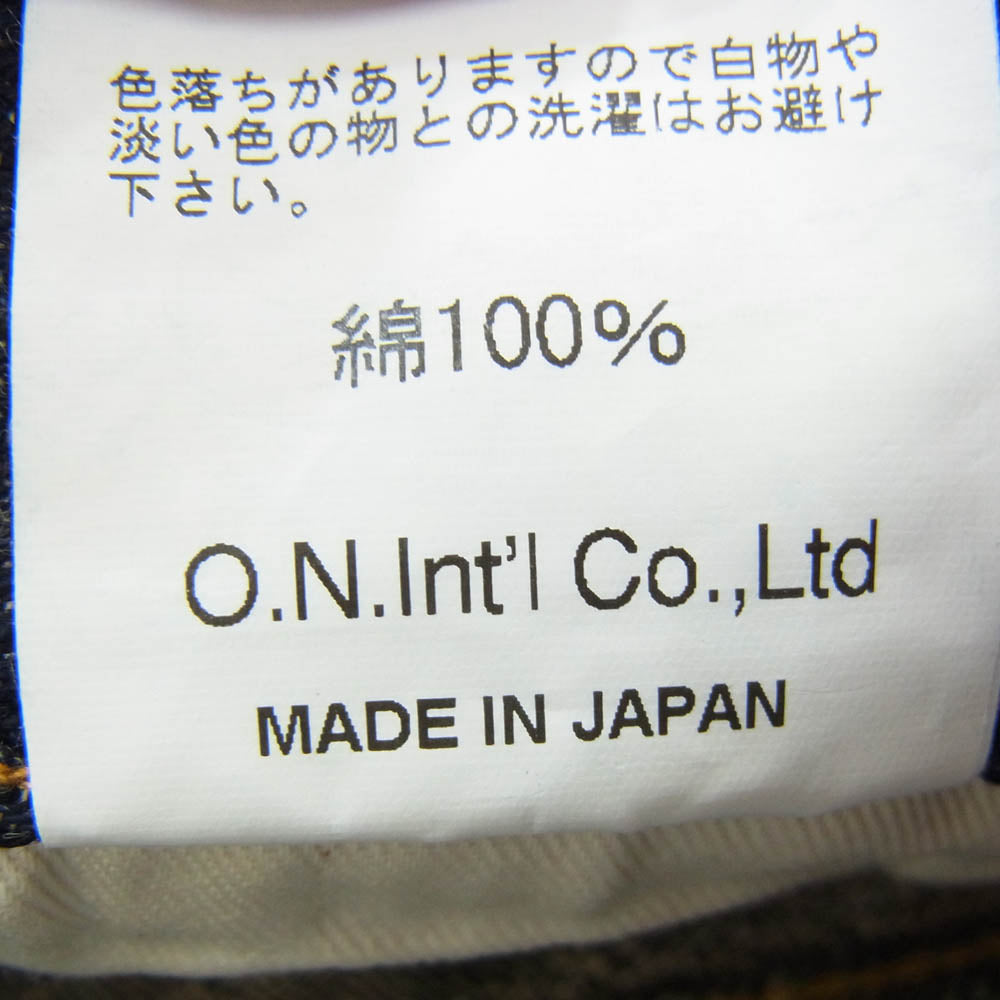 色落ちがありますので白物や
淡い色の物との洗濯はお避け
下さい。
綿100%
O.N.Int'l Co.,Ltd
MADE IN JAPAN